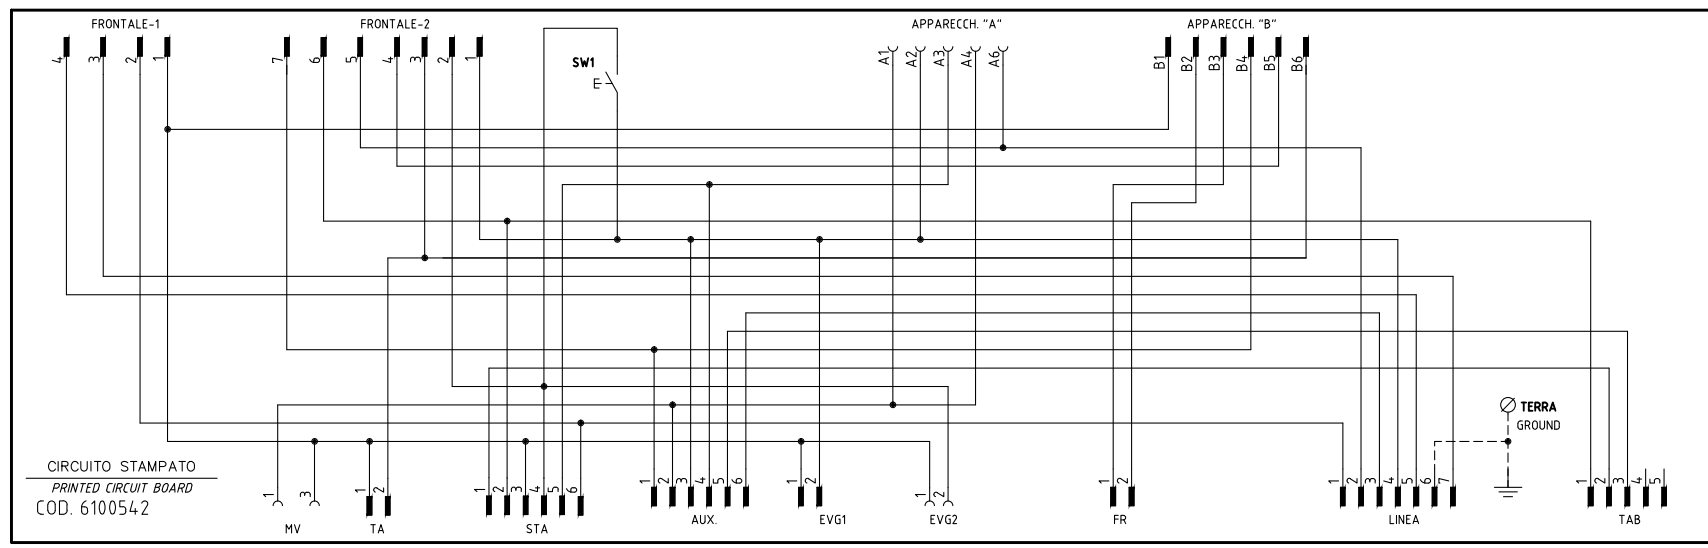 FRONTALE-1
FRONTALE-2
APPARECCH. "A"
APPARECCH. "B"
4 3 2 1
7 6 5 4 3 2 1
SW1
A1 A2 A3 A4 A6
B1 B2 B3 B4 B5 B6
TERRA
GROUND
CIRCUITO STAMPATO
PRINTED CIRCUIT BOARD
COD. 6100542
1 3
1 2
1 2 3 4 5 6
1 2 3 4 5 6
1 2
1 2
1 2
1 2 3 4 5 6 7
1 2 3 4 5
MV
TA
STA
AUX.
EVG1
EVG2
FR
LINEA
TAB